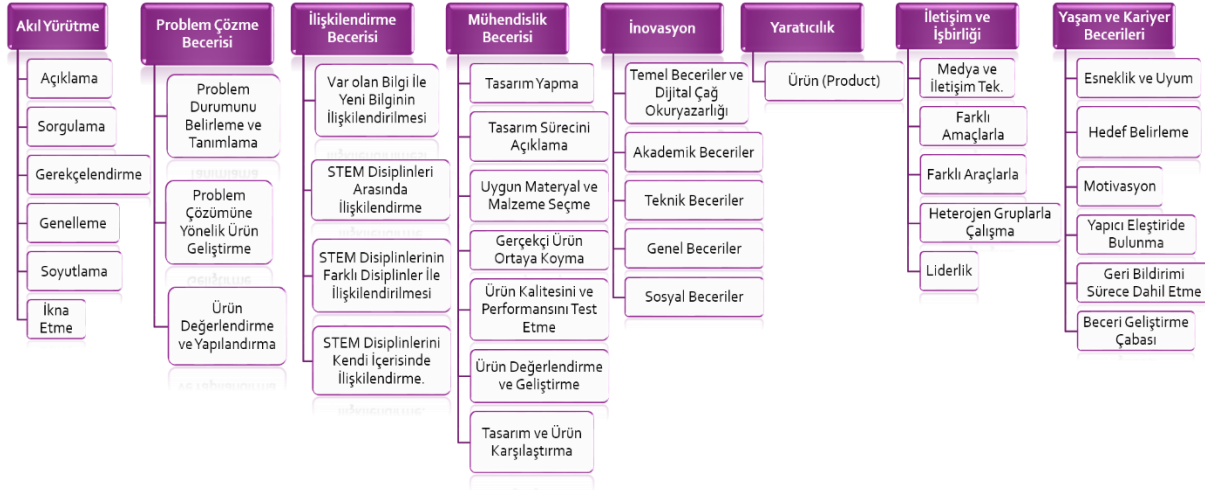 Akıl Yürütme
Açıklama
Sorgulama
Gerekçelendirme
Genelleme
Soyutlama
İkna
Etme
Problem Çözme
Becerisi
Problem
Durumunu
Belirleme ve
Tanımlama
Problem
Çözümüne
Yönelik Ürün
Geliştirme
Ürün
Değerlendirme
ve Yapılandırma
İlişkilendirme
Becerisi
Var olan Bilgi İle
Yeni Bilginin
İlişkilendirilmesi
STEM Disiplinleri
Arasında
İlişkilendirme
STEM Disiplinlerinin
Farklı Disiplinler İle
İlişkilendirilmesi
STEM Disiplinlerini
Kendi İçerisinde
İlişkilendirme.
Mühendislik
Becerisi
Tasarım Yapma
Tasarım Sürecini
Açıklama
Uygun Materyal ve
Malzeme Seçme
Gerçekçi Ürün
Ortaya Koyma
Ürün Kalitesini ve
Performansını Test
Etme
Ürün Değerlendirme
ve Geliştirme
Tasarım ve Ürün
Karşılaştırma
İnovasyon
Temel Beceriler ve
Dijital Çağ
Okuryazarlığı
Akademik Beceriler
Teknik Beceriler
Genel Beceriler
Sosyal Beceriler
Yaratıcılık
Ürün (Product)
İletişim ve
İşbirliği
Medya ve
İletişim Tek.
Farklı
Amaçlarla
Farklı Araçlarla
Heterojen Gruplarla
Çalışma
Liderlik
Yaşam ve Kariyer
Becerileri
Esneklik ve Uyum
Hedef Belirleme
Motivasyon
Yapıcı Eleştiride
Bulunma
Geri Bildirimi
Sürece Dahil Etme
Beceri Geliştirme
Çabası